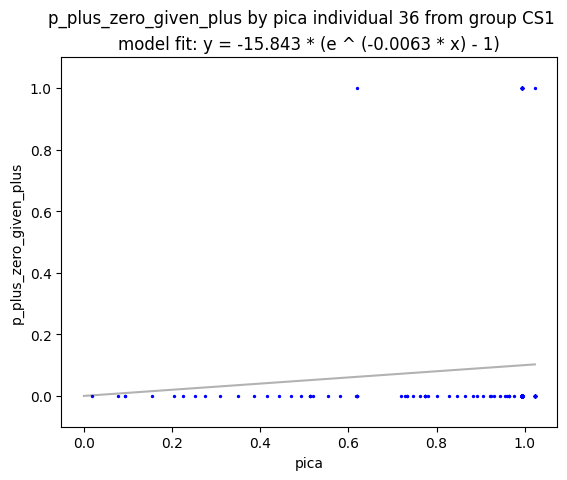 p_plus_zero_given_plus by pica individual 36 from group CS1
model fit: y = -15.843 * (e ^ (-0.0063 * x) - 1)
1.0
0.8
0.6
0.4
0.2
0.0
p_plus_zero_given_plus
0.0 0.2 0.4 0.6 0.8 1.0
pica